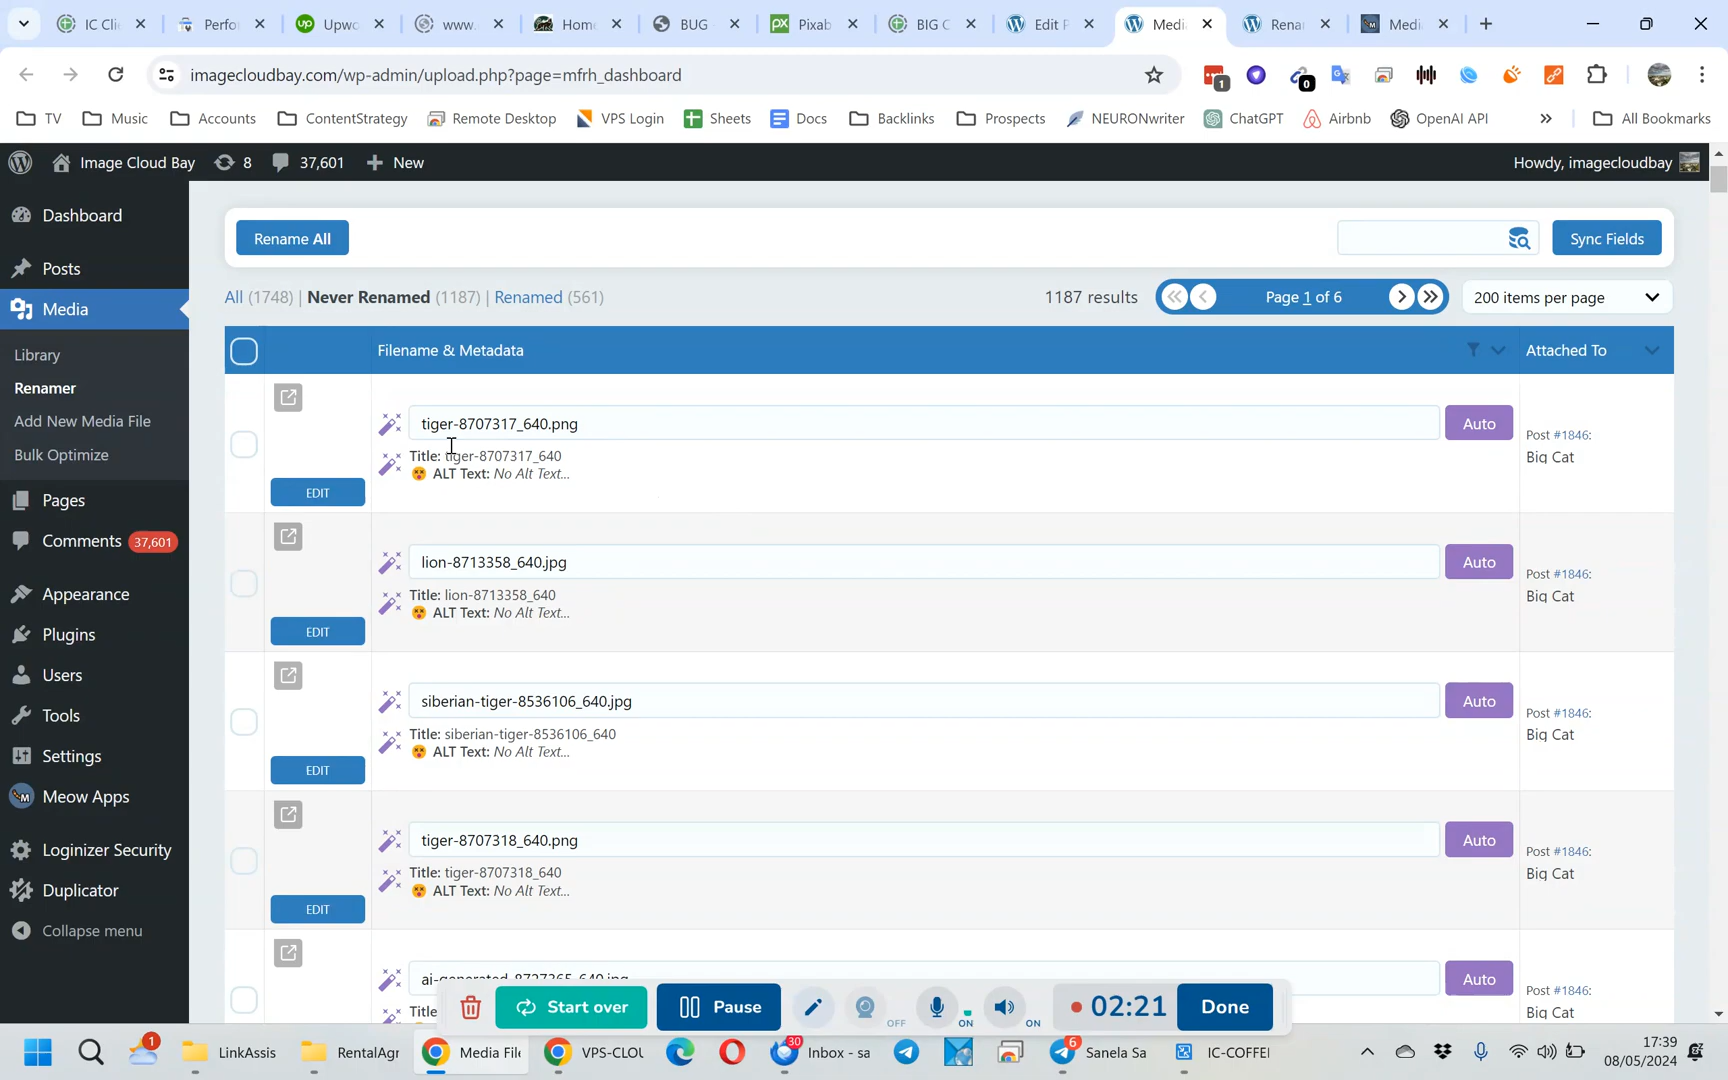 IC Cli
Perfo
Upwo
www.
Hom
BUG
Pixab
BIG C
Edit P
Medi
Rena
Medi
imagecloudbay.com/wp-admin/upload.php?page=mfrh_dashboard
1
0
TV
Music
Accounts
ContentStrategy
Remote Desktop
VPS Login
Sheets
Docs
Backlinks
Prospects
NEURONwriter
ChatGPT
Airbnb
OpenAI API
All Bookmarks
Image Cloud Bay
8
37,601
New
Howdy, imagecloudbay
Dashboard
Posts
Media
Library
Renamer
Add New Media File
Bulk Optimize
Pages
Comments 37,601
Appearance
Plugins
Users
Tools
Settings
Meow Apps
Loginizer Security
Duplicator
Collapse menu
Rename All
Sync Fields
All (1748) | Never Renamed (1187) | Renamed (561)
1187 results
Page 1 of 6
200 items per page
Filename & Metadata
Attached To
tiger-8707317_640.png
Auto
Title: tiger-8707317_640
ALT Text: No Alt Text...
EDIT
Post #1846:
Big Cat
lion-8713358_640.jpg
Auto
Title: lion-8713358_640
ALT Text: No Alt Text...
EDIT
Post #1846:
Big Cat
siberian-tiger-8536106_640.jpg
Auto
Title: siberian-tiger-8536106_640
ALT Text: No Alt Text...
EDIT
Post #1846:
Big Cat
tiger-8707318_640.png
Auto
Title: tiger-8707318_640
ALT Text: No Alt Text...
EDIT
Post #1846:
Big Cat
ai-generated-8727365_640.jpg
Auto
Title
Post #1846:
Big Cat
Start over
Pause
OFF
ON
ON
02:21
Done
1
LinkAssis
RentalAgr
Media File
VPS-CLOU
30
Inbox - sa
6
Sanela Sa
IC-COFFEI
17:39
08/05/2024